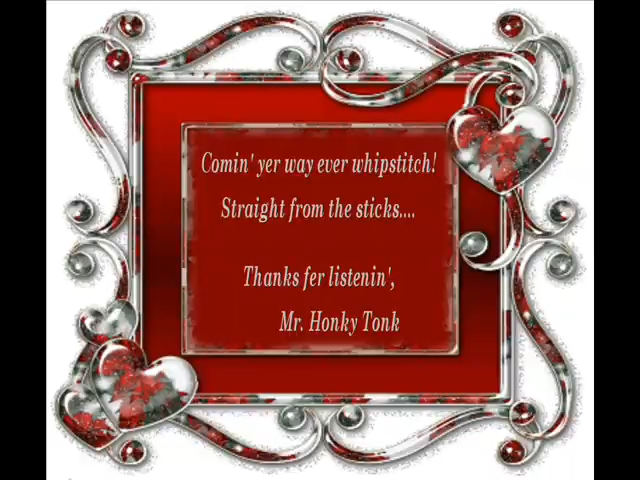 Comin' yer way ever whipstitch!
Straight from the sticks....
Thanks fer listenin',
Mr. Honky Tonk